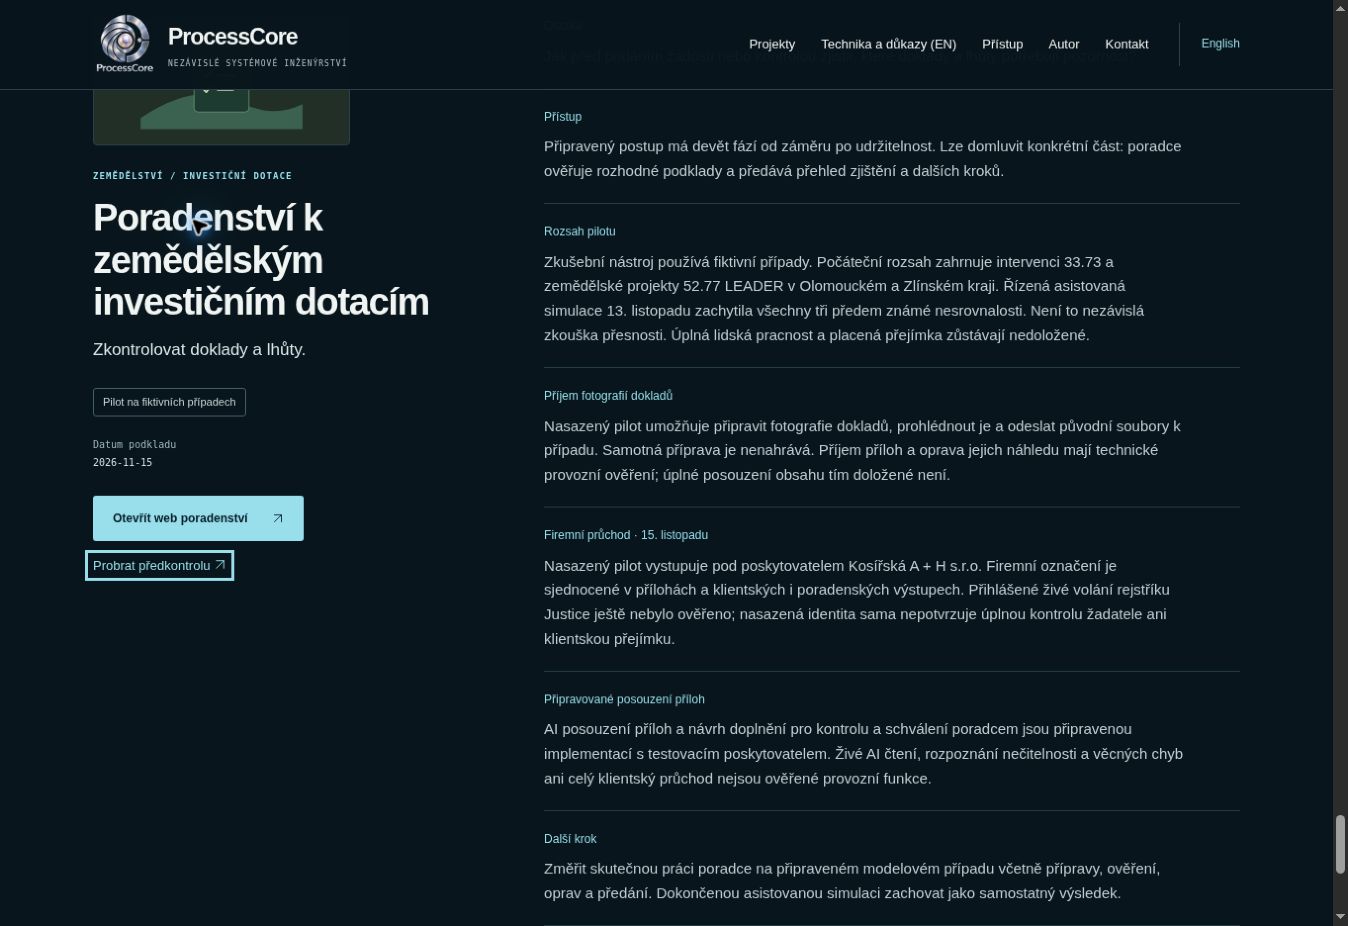 ProcessCore
ProcessCore
NEZÁVISLÉ SYSTÉMOVÉ INŽENÝRSTVÍ
Projekty
Technika a důkazy (EN)
Přístup
Autor
Kontakt
English
ZEMĚDĚLSTVÍ / INVESTIČNÍ DOTACE
Poradenství k
zemědělským
investičním dotacím
Zkontrolovat doklady a lhůty.
Pilot na fiktivních případech
Datum podkladu
2026-11-15
Otevřít web poradenství
Probrat předkontrolu
Přístup
Připravený postup má devět fází od záměru po udržitelnost. Lze domluvit konkrétní část: poradce
ověřuje rozhodné podklady a předává přehled zjištění a dalších kroků.
Rozsah pilotu
Zkušební nástroj používá fiktivní případy. Počáteční rozsah zahrnuje intervenci 33.73 a
zemědělské projekty 52.77 LEADER v Olomouckém a Zlínském kraji. Řízená asistovaná
simulace 13. listopadu zachytila všechny tři předem známé nesrovnalosti. Není to nezávislá
zkouška přesnosti. Úplná lidská pracnost a placená přejímka zůstávají nedoložené.
Příjem fotografií dokladů
Nasazený pilot umožňuje připravit fotografie dokladů, prohlédnout je a odeslat původní soubory k
případu. Samotná příprava je nenahrává. Příjem příloh a oprava jejich náhledu mají technické
provozní ověření; úplné posouzení obsahu tím doložené není.
Firemní průchod · 15. listopadu
Nasazený pilot vystupuje pod poskytovatelem Kosířská A + H s.r.o. Firemní označení je
sjednocené v přílohách a klientských i poradenských výstupech. Přihlášené živé volání rejstříku
Justice ještě nebylo ověřeno; nasazená identita sama nepotvrzuje úplnou kontrolu žadatele ani
klientskou přejímku.
Připravované posouzení příloh
AI posouzení příloh a návrh doplnění pro kontrolu a schválení poradcem jsou připravenou
implementací s testovacím poskytovatelem. Živé AI čtení, rozpoznání nečitelnosti a věcných chyb
ani celý klientský průchod nejsou ověřené provozní funkce.
Další krok
Změřit skutečnou práci poradce na připraveném modelovém případu včetně přípravy, ověření,
oprav a předání. Dokončenou asistovanou simulaci zachovat jako samostatný výsledek.